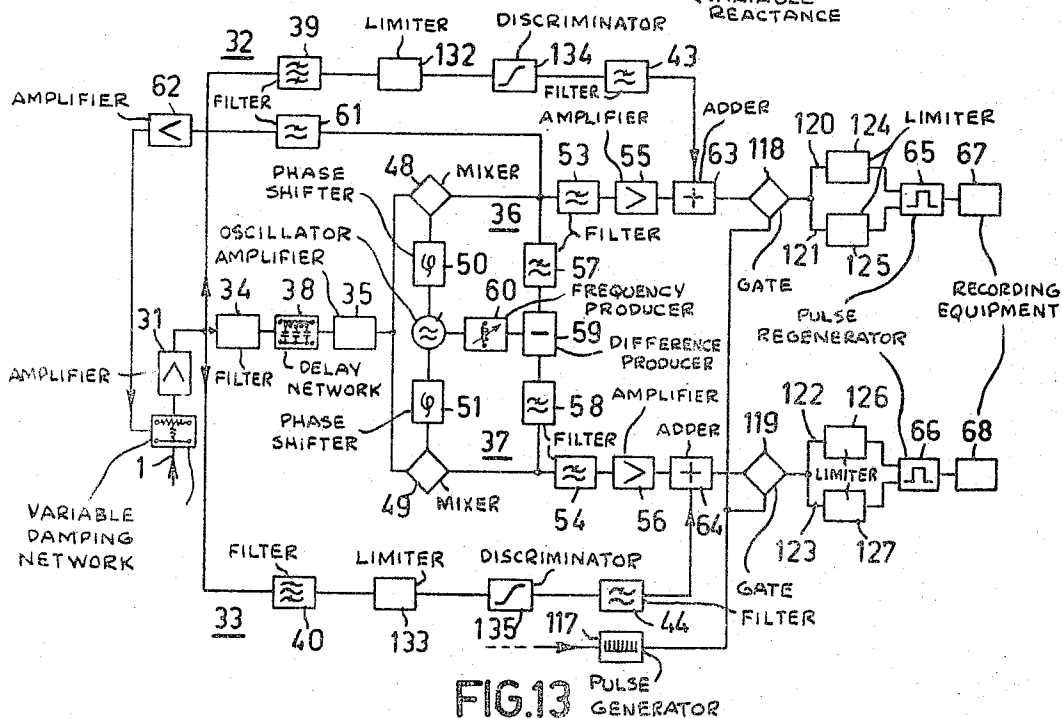 REACTANCE
39
LIMITER
DISCRIMINATOR
43
32
132
134
AMPLIFIER
62
FILTER
61
FILTER
AMPLIFIER
ADDER
PHASE
SHIFTER
48
MIXER
53
55
63
118
120
124
LIMITER
65
67
36
OSCILLATOR
AMPLIFIER
φ
50
FILTER
57
121
125
34
38
35
60
FREQUENCY
PRODUCER
GATE
RECORDING
EQUIPMENT
31
59
PULSE
REGENERATOR
AMPLIFIER
FILTER
DELAY
NETWORK
DIFFERENCE
PRODUCER
PHASE
SHIFTER
φ
51
58
AMPLIFIER
ADDER
119
122
126
66
68
1
37
FILTER
LIMITER
49
MIXER
54
56
64
123
127
VARIABLE
DAMPING
NETWORK
FILTER
LIMITER
DISCRIMINATOR
GATE
33
40
133
135
44
FILTER
117
FIG.13
PULSE
GENERATOR